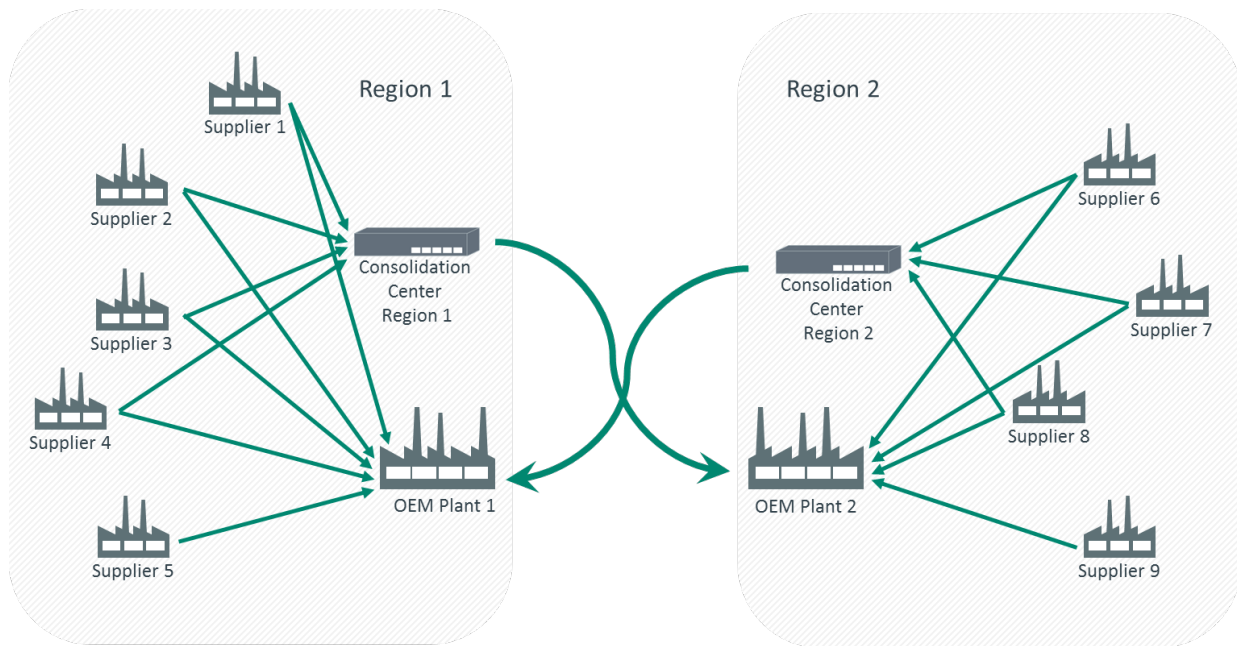 Region 1
Supplier 1
Supplier 2
Consolidation
Center
Region 1
Supplier 3
Supplier 4
OEM Plant 1
Supplier 5
Region 2
Supplier 6
Consolidation
Center
Region 2
Supplier 7
Supplier 8
OEM Plant 2
Supplier 9